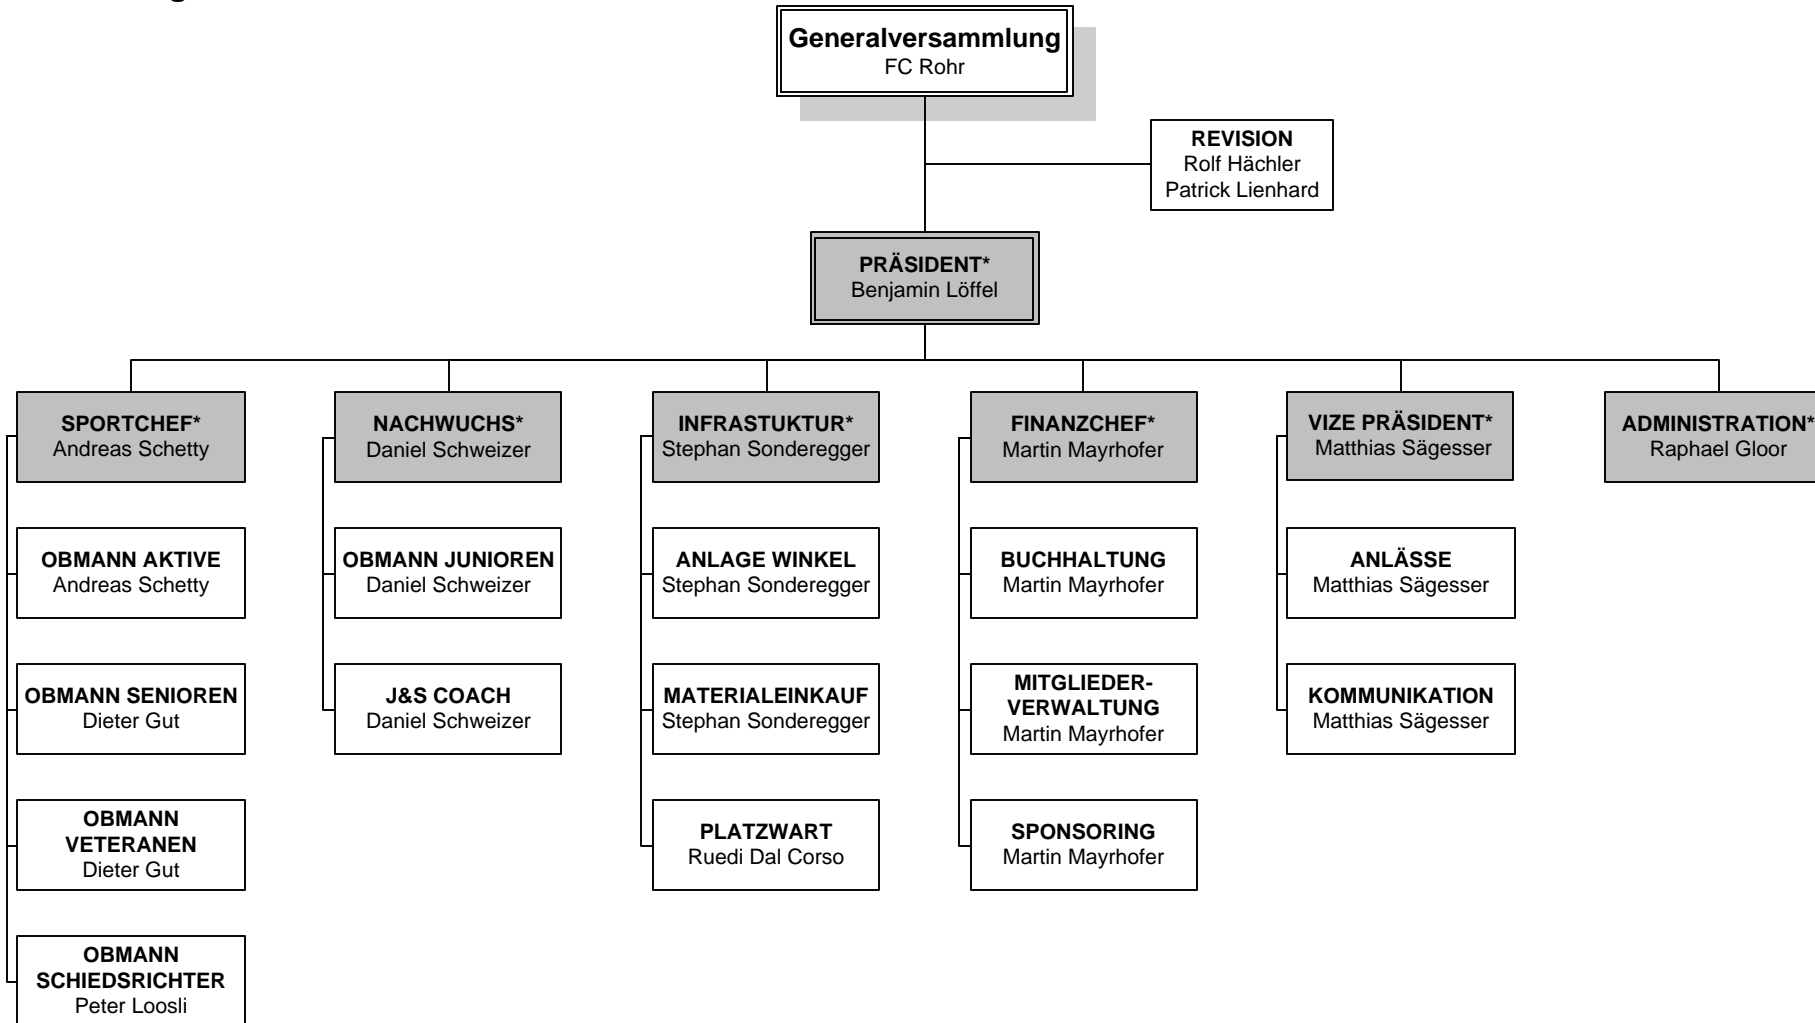 Generalversammlung
FC Rohr
REVISION
Rolf Hächler
Patrick Lienhard
PRÄSIDENT*
Benjamin Löffel
SPORTCHEF*
Andreas Schetty
NACHWUCHS*
Daniel Schweizer
INFRASTUKTUR*
Stephan Sonderegger
FINANZCHEF*
Martin Mayrhofer
VIZE PRÄSIDENT*
Matthias Sägesser
ADMINISTRATION*
Raphael Gloor
OBMANN AKTIVE
Andreas Schetty
OBMANN JUNIOREN
Daniel Schweizer
ANLAGE WINKEL
Stephan Sonderegger
BUCHHALTUNG
Martin Mayrhofer
ANLÄSSE
Matthias Sägesser
OBMANN SENIOREN
Dieter Gut
J&S COACH
Daniel Schweizer
MATERIALEINKAUF
Stephan Sonderegger
MITGLIEDER-
VERWALTUNG
Martin Mayrhofer
KOMMUNIKATION
Matthias Sägesser
OBMANN
VETERANEN
Dieter Gut
PLATZWART
Ruedi Dal Corso
SPONSORING
Martin Mayrhofer
OBMANN
SCHIEDSRICHTER
Peter Loosli